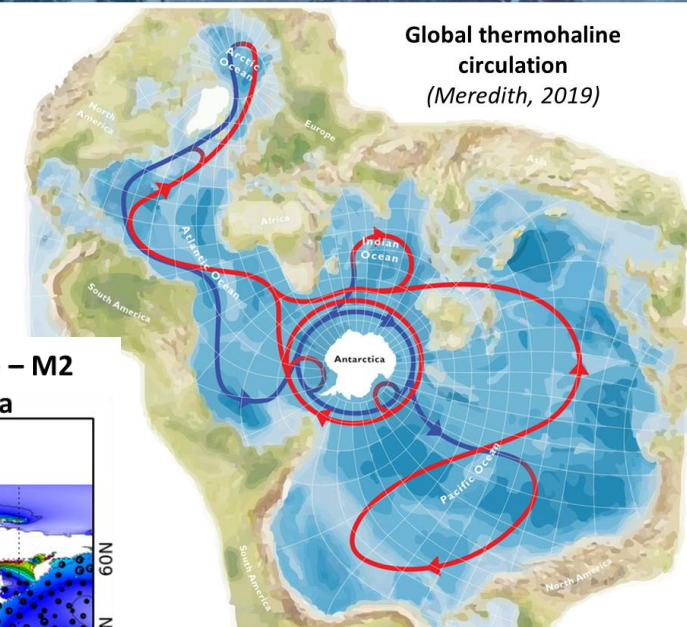 Global thermohaline
circulation
(Meredith, 2019)
Arctic
Ocean
North
America
Europe
Asia
Africa
Atlantic Ocean
Indian
Ocean
South America
Antarctica
Pacific Ocean
South America
North America
– M2
a
60N
N